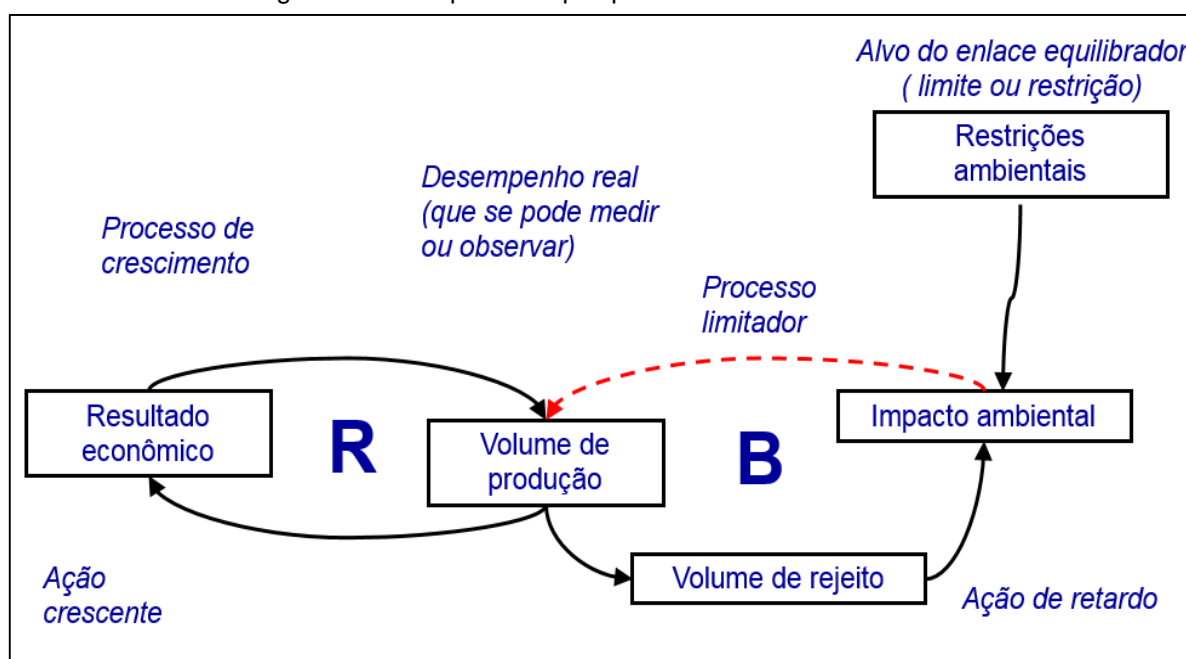 Alvo do enlace equilibrador
( limite ou restrição)
Restrições
ambientais
Desempenho real
(que se pode medir
ou observar)
Processo de
crescimento
Processo
limitador
Resultado
econômico
R
Volume de
produção
B
Impacto ambiental
Volume de rejeito
Ação
crescente
Ação de retardo